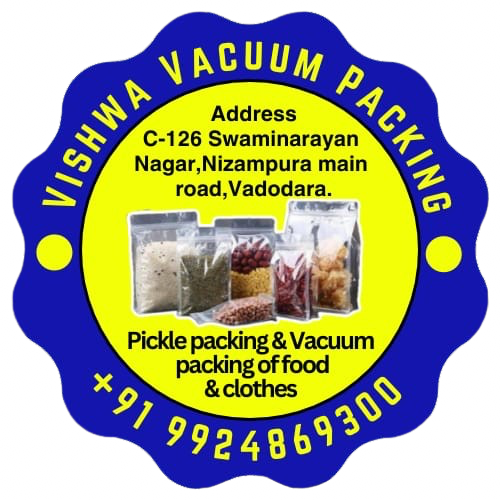 VISHWA VACUUM PACKING
Address
C-126 Swaminarayan
Nagar,Nizampura main
road,Vadodara.
Pickle packing & Vacuum
packing of food
& clothes
+91 9924869300